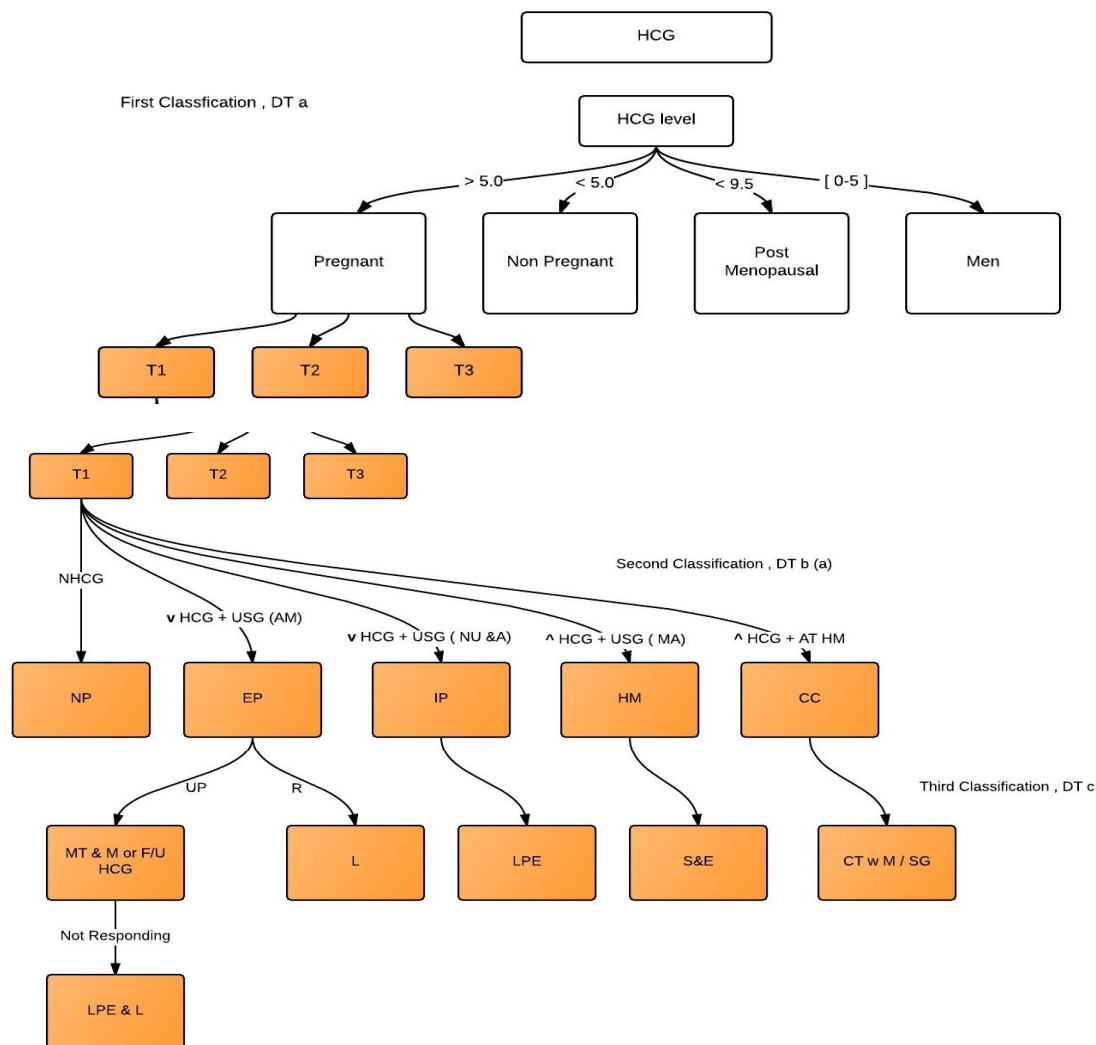 HCG
First Classfication , DT a
HCG level
> 5.0
< 5.0
< 9.5
[ 0-5 ]
Pregnant
Non Pregnant
Post
Menopausal
Men
T1
T2
T3
T1
T2
T3
Second Classification , DT b (a)
NHCG
v HCG + USG (AM)
v HCG + USG ( NU &A)
^ HCG + USG ( MA)
^ HCG + AT HM
NP
EP
IP
HM
CC
UP
R
Third Classification , DT c
MT & M or F/U
HCG
L
LPE
S&E
CT w M / SG
Not Responding
LPE & L